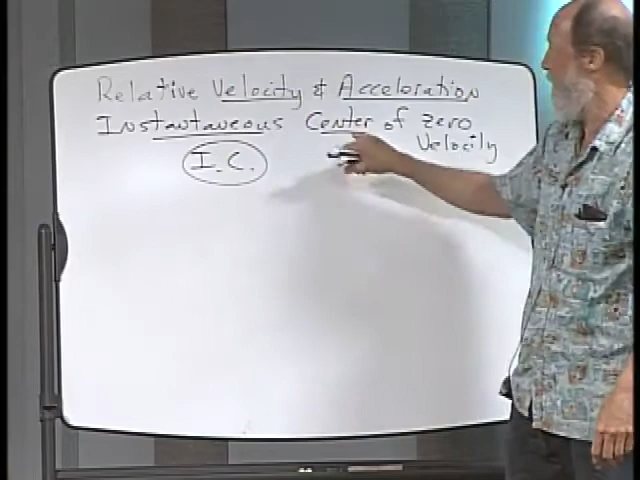 Relative Velocity & Acceleration
Instantaneous Center of Zero
Velocity
I.C.